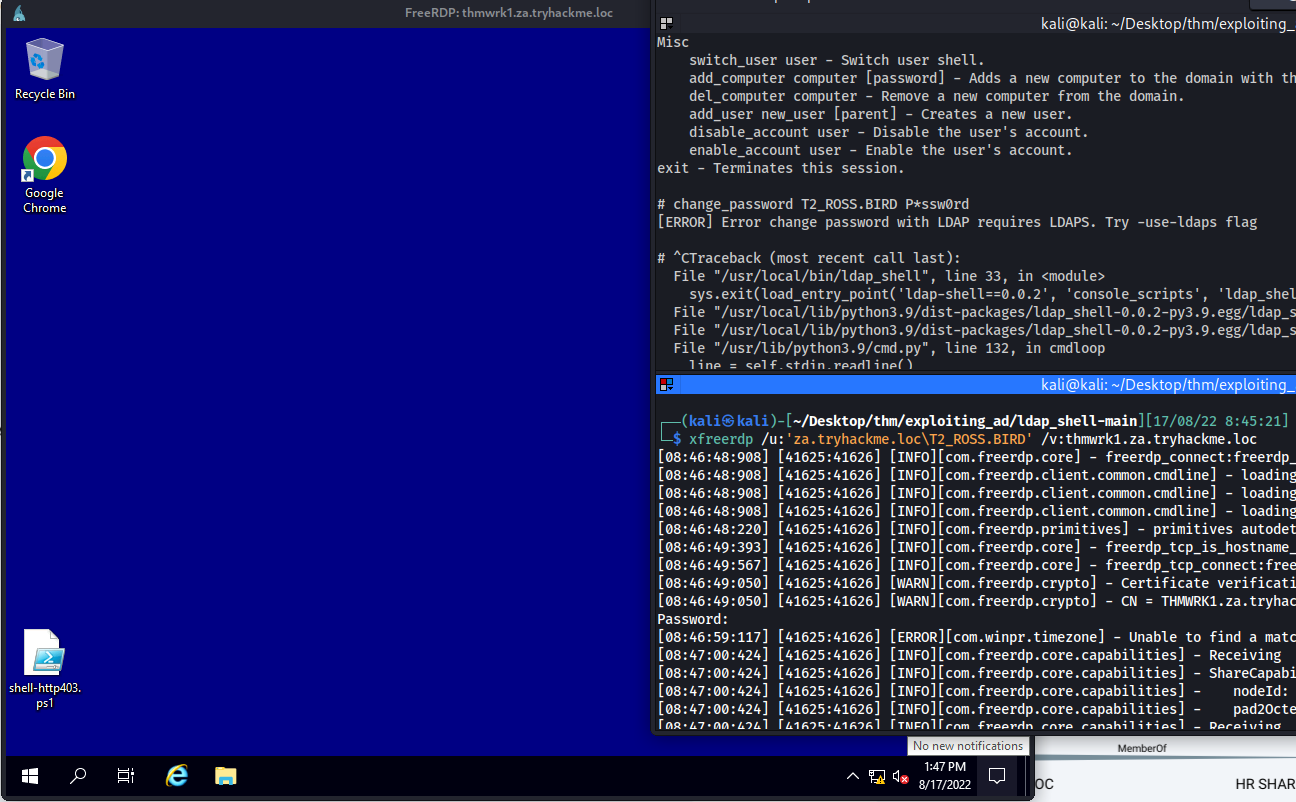 FreeRDP: thmwrk1.za.tryhackme.loc
Recycle Bin
Google
Chrome
shell-http403.
ps1
kali@kali: ~/Desktop/thm/exploiting_
Misc
switch_user user - Switch user shell.
add_computer computer [password] - Adds a new computer to the domain with th
del_computer computer - Remove a new computer from the domain.
add_user new_user [parent] - Creates a new user.
disable_account user - Disable the user's account.
enable_account user - Enable the user's account.
exit - Terminates this session.
# change_password T2_ROSS.BIRD P*ssw0rd
[ERROR] Error change password with LDAP requires LDAPS. Try -use-ldaps flag
# ^CTraceback (most recent call last):
File "/usr/local/bin/ldap_shell", line 33, in <module>
sys.exit(load_entry_point('ldap-shell==0.0.2', 'console_scripts', 'ldap_shel
File "/usr/local/lib/python3.9/dist-packages/ldap_shell-0.0.2-py3.9.egg/ldap_s
File "/usr/local/lib/python3.9/dist-packages/ldap_shell-0.0.2-py3.9.egg/ldap_s
File "/usr/lib/python3.9/cmd.py", line 132, in cmdloop
line = self.stdin.readline()
kali@kali: ~/Desktop/thm/exploiting_
(kali㉿kali)-[~/Desktop/thm/exploiting_ad/ldap_shell-main][17/08/22 8:45:21]
$ xfreerdp /u:'za.tryhackme.loc\T2_ROSS.BIRD' /v:thmwrk1.za.tryhackme.loc
[08:46:48:908] [41625:41626] [INFO][com.freerdp.core] - freerdp_connect:freerdp_
[08:46:48:908] [41625:41626] [INFO][com.freerdp.client.common.cmdline] - loading
[08:46:48:908] [41625:41626] [INFO][com.freerdp.client.common.cmdline] - loading
[08:46:48:908] [41625:41626] [INFO][com.freerdp.client.common.cmdline] - loading
[08:46:48:220] [41625:41626] [INFO][com.freerdp.primitives] - primitives autodet
[08:46:49:393] [41625:41626] [INFO][com.freerdp.core] - freerdp_tcp_is_hostname_
[08:46:49:567] [41625:41626] [INFO][com.freerdp.core] - freerdp_tcp_connect:free
[08:46:49:050] [41625:41626] [WARN][com.freerdp.crypto] - Certificate verificati
[08:46:49:050] [41625:41626] [WARN][com.freerdp.crypto] - CN = THMWRK1.za.tryhac
Password:
[08:46:59:117] [41625:41626] [ERROR][com.winpr.timezone] - Unable to find a matc
[08:47:00:424] [41625:41626] [INFO][com.freerdp.core.capabilities] - Receiving
[08:47:00:424] [41625:41626] [INFO][com.freerdp.core.capabilities] - ShareCapabi
[08:47:00:424] [41625:41626] [INFO][com.freerdp.core.capabilities] - nodeId:
[08:47:00:424] [41625:41626] [INFO][com.freerdp.core.capabilities] - pad2Octe
[08:47:00:424] [41625:41626] [INFO][com.freerdp.core.capabilities] - Receiving
No new notifications
1:47 PM
8/17/2022
MemberOf
OC
HR SHAR